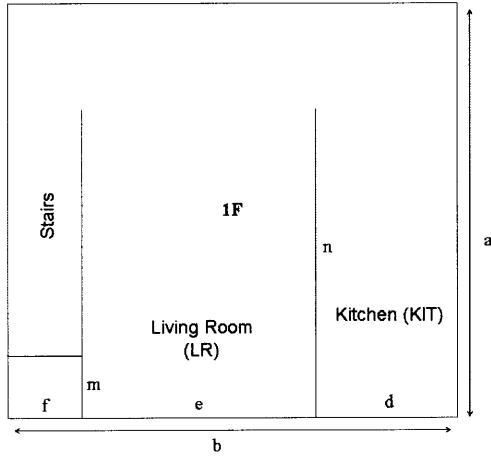 Stairs
1F
a
n
Kitchen (KIT)
Living Room
(LR)
m
f
e
d
b